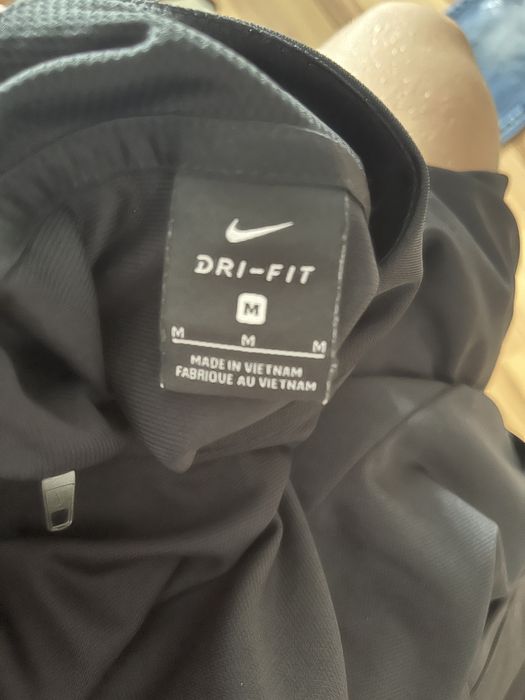 DRI-FIT
M
M M M
MADE IN VIETNAM
FABRIQUE AU VIETNAM